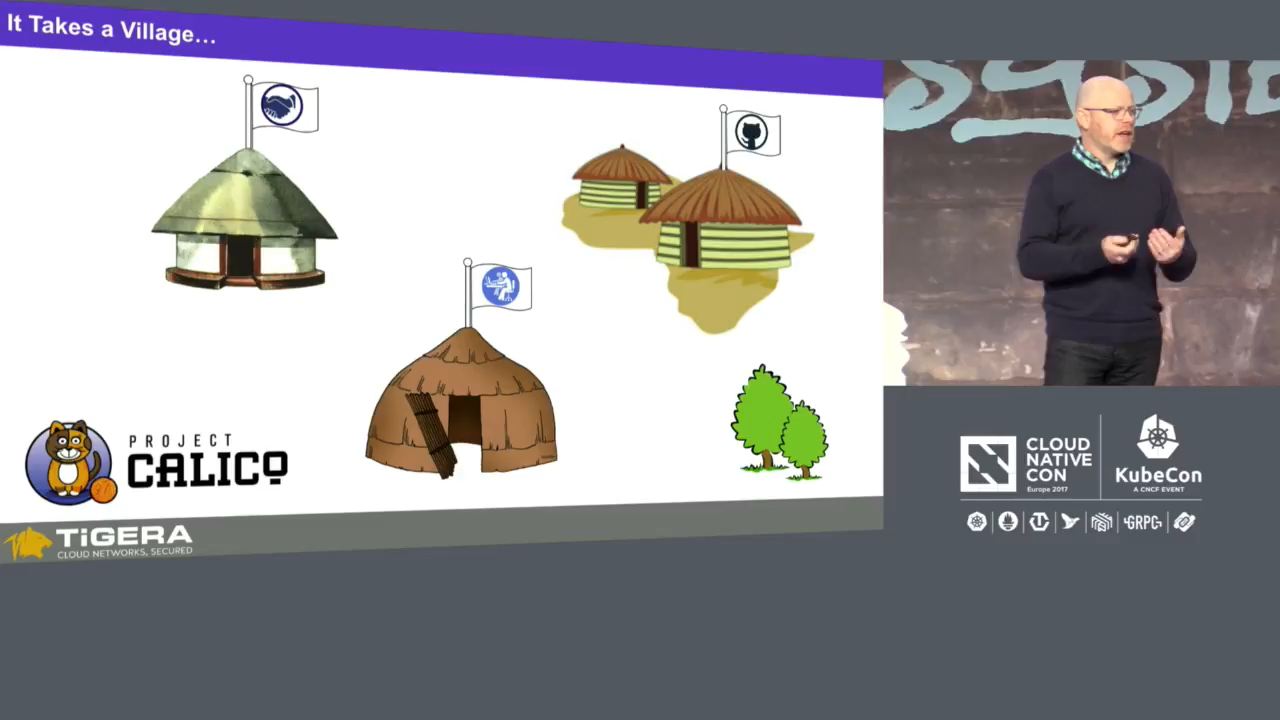 It Takes a Village...
PROJECT
CALICO
TiGERA
CLOUD NETWORKS, SECURED
CLOUD
NATIVE
CON
Europe 2017
KubeCon
A CNCF EVENT
GRPC